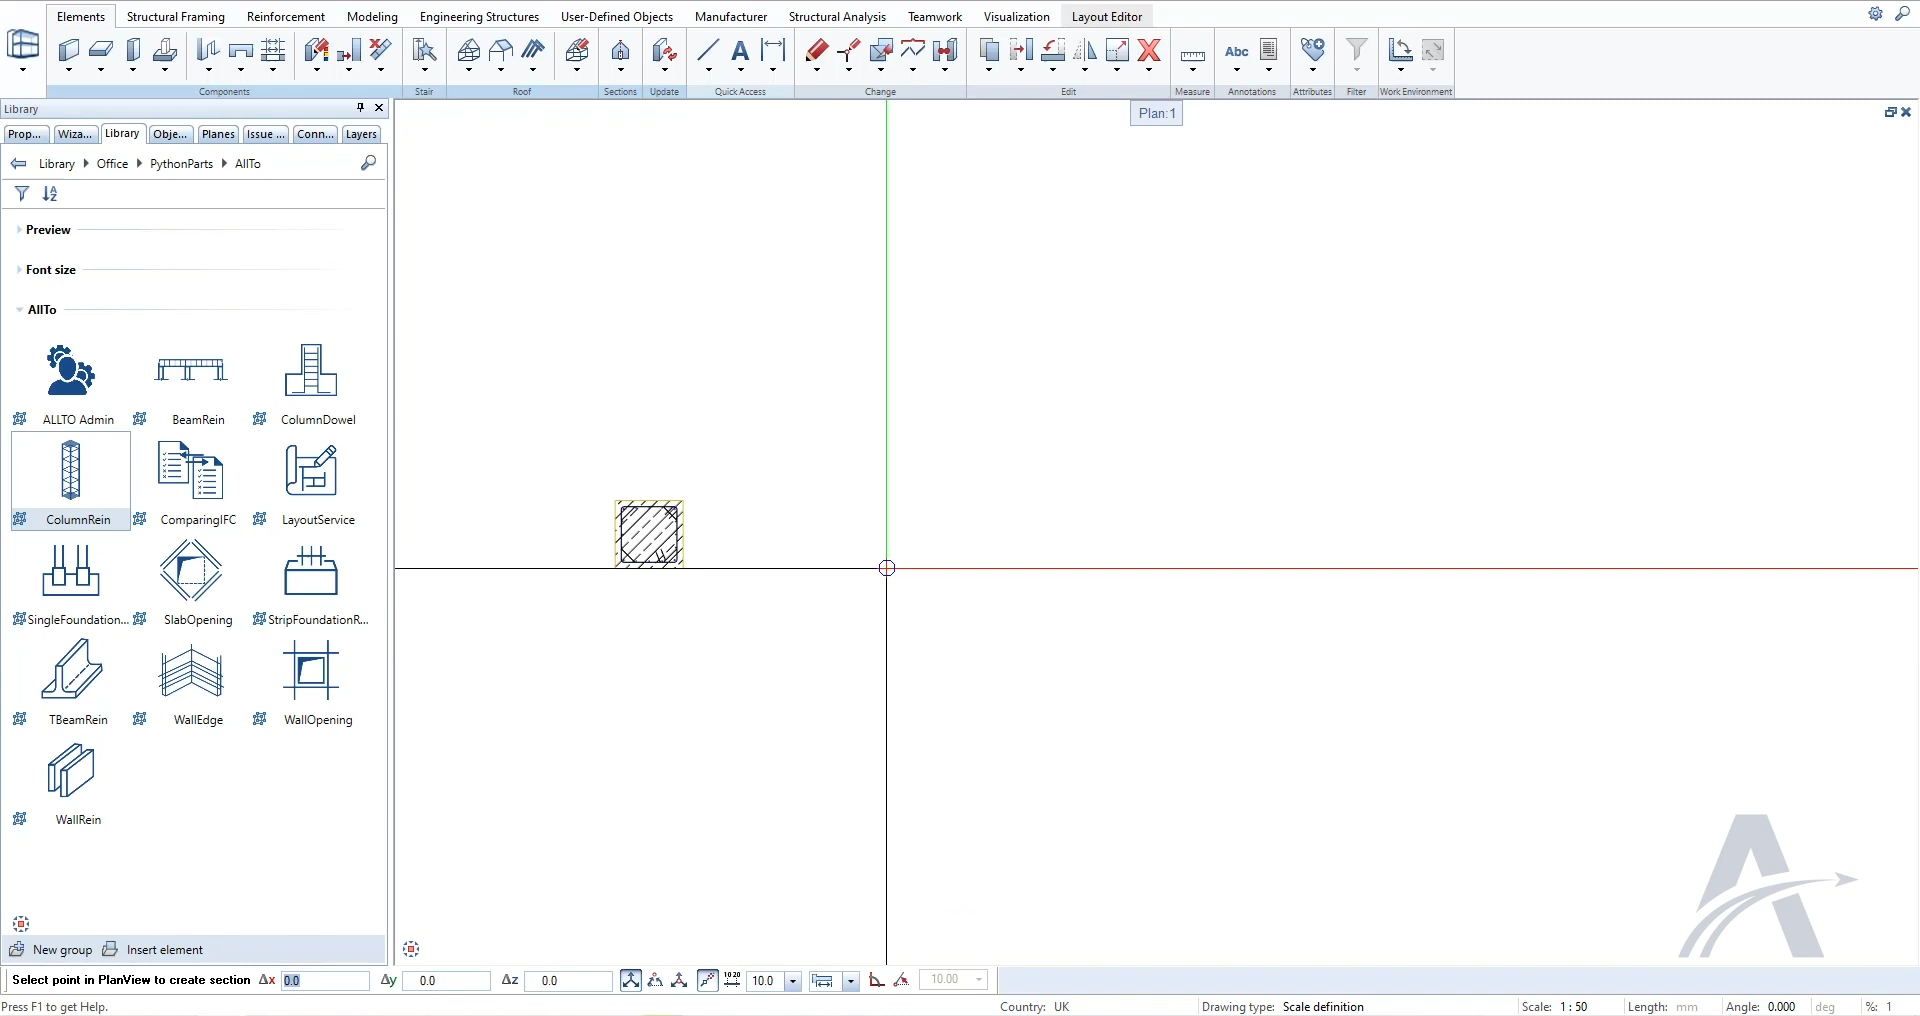 Elements Structural Framing Reinforcement Modeling Engineering Structures User-Defined Objects Manufacturer Structural Analysis Teamwork Visualization Layout Editor
A Abc
Components Stair Roof Sections Update Quick Access Change Edit Measure Annotations Attributes Filter Work Environment
Library
Plan:1
Prop... Wiza... Library Obje... Planes Issue ... Conn... Layers
Library Office PythonParts AllTo
Preview
Font size
AllTo
ALLTO Admin BeamRein ColumnDowel
ColumnRein ComparingIFC LayoutService
SingleFoundation... SlabOpening StripFoundationR...
TBeamRein WallEdge WallOpening
WallRein
New group Insert element
Select point in PlanView to create section Δx 0.0 Δy 0.0 Δz 0.0 10 20 10.0 10.00
Press F1 to get Help. Country: UK Drawing type: Scale definition Scale: 1 : 50 Length: mm Angle: 0.000 deg %: 1